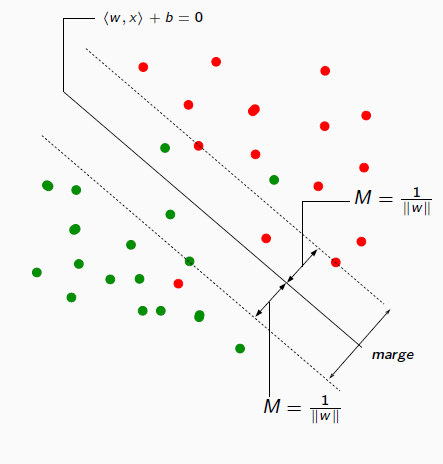 ⟨w, x⟩ + b = 0
M = 1/‖w‖
marge
M = 1/‖w‖